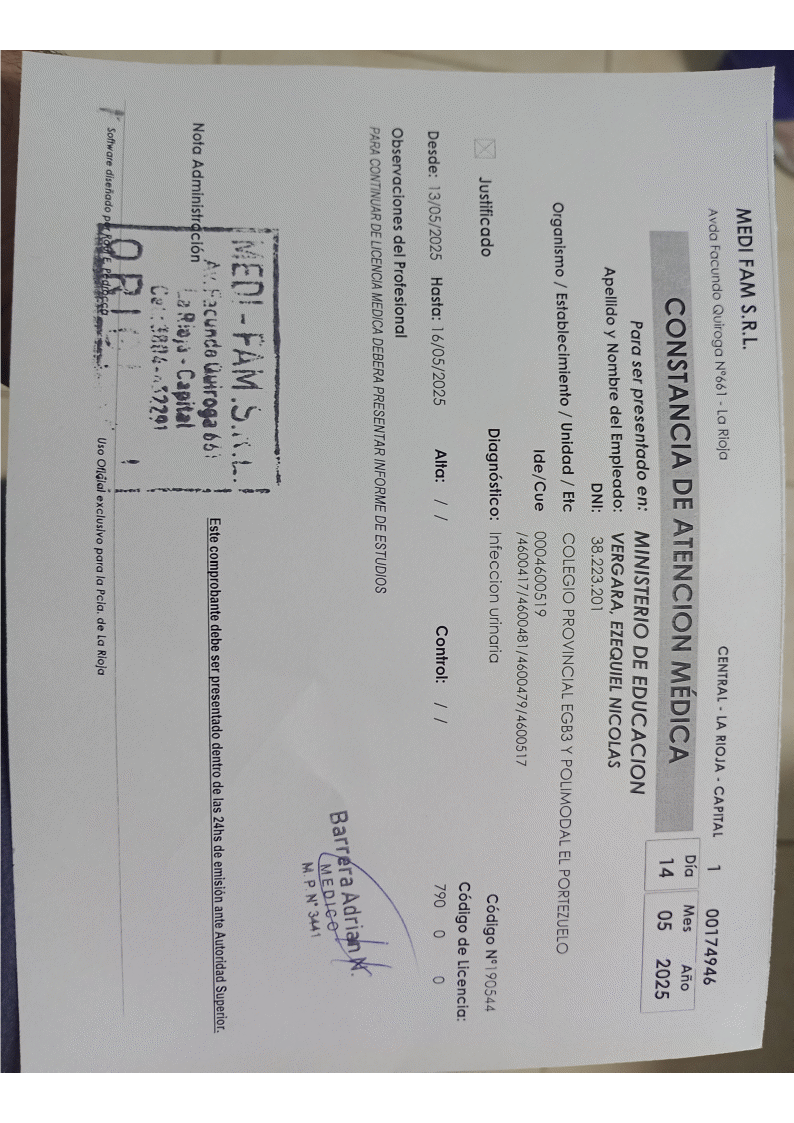 MEDI FAM S.R.L.
Avda Facundo Quiroga Nº661 - La Rioja
CENTRAL - LA RIOJA - CAPITAL 1 00174946
CONSTANCIA DE ATENCION MÉDICA
Día Mes Año
14 05 2025
Para ser presentado en: MINISTERIO DE EDUCACION
Apellido y Nombre del Empleado: VERGARA, EZEQUIEL NICOLAS
DNI: 38.223.201
Organismo / Establecimiento / Unidad / Etc COLEGIO PROVINCIAL EGB3 Y POLIMODAL EL PORTEZUELO
Ide/Cue 0004600519
/4600417/4600481/4600479/4600517
Justificado
Diagnóstico: Infeccion urinaria
Código Nº190544
Código de Licencia:
Desde: 13/05/2025 Hasta: 16/05/2025 Alta: / / Control: / / 790 0 0
Observaciones del Profesional
PARA CONTINUAR DE LICENCIA MEDICA DEBERA PRESENTAR INFORME DE ESTUDIOS
Barrera Adrian N.
MEDICO
M.P. N° 3441
Nota Administración
MEDI-FAM.S.R.L.
Av. Facundo Quiroga 661
La Rioja - Capital
Este comprobante debe ser presentado dentro de las 24hs de emisión ante Autoridad Superior.
Software diseñado por
Uso Oficial exclusivo para la Pcia. de La Rioja